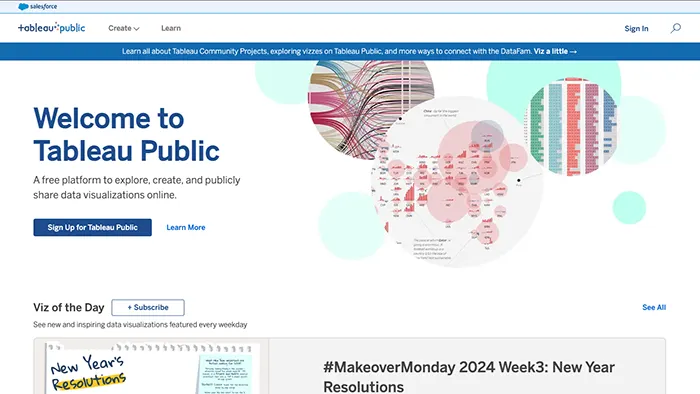 salesforce
+ableau+public
Create
Learn
Sign In
Learn all about Tableau Community Projects, exploring vizzes on Tableau Public, and more ways to connect with the DataFam. Viz a little →
Welcome to
Tableau Public
A free platform to explore, create, and publicly
share data visualizations online.
Sign Up for Tableau Public
Learn More
Viz of the Day
+ Subscribe
See All
See new and inspiring data visualizations featured every weekday
New Year's
Resolutions
#MakeoverMonday 2024 Week3: New Year
Resolutions